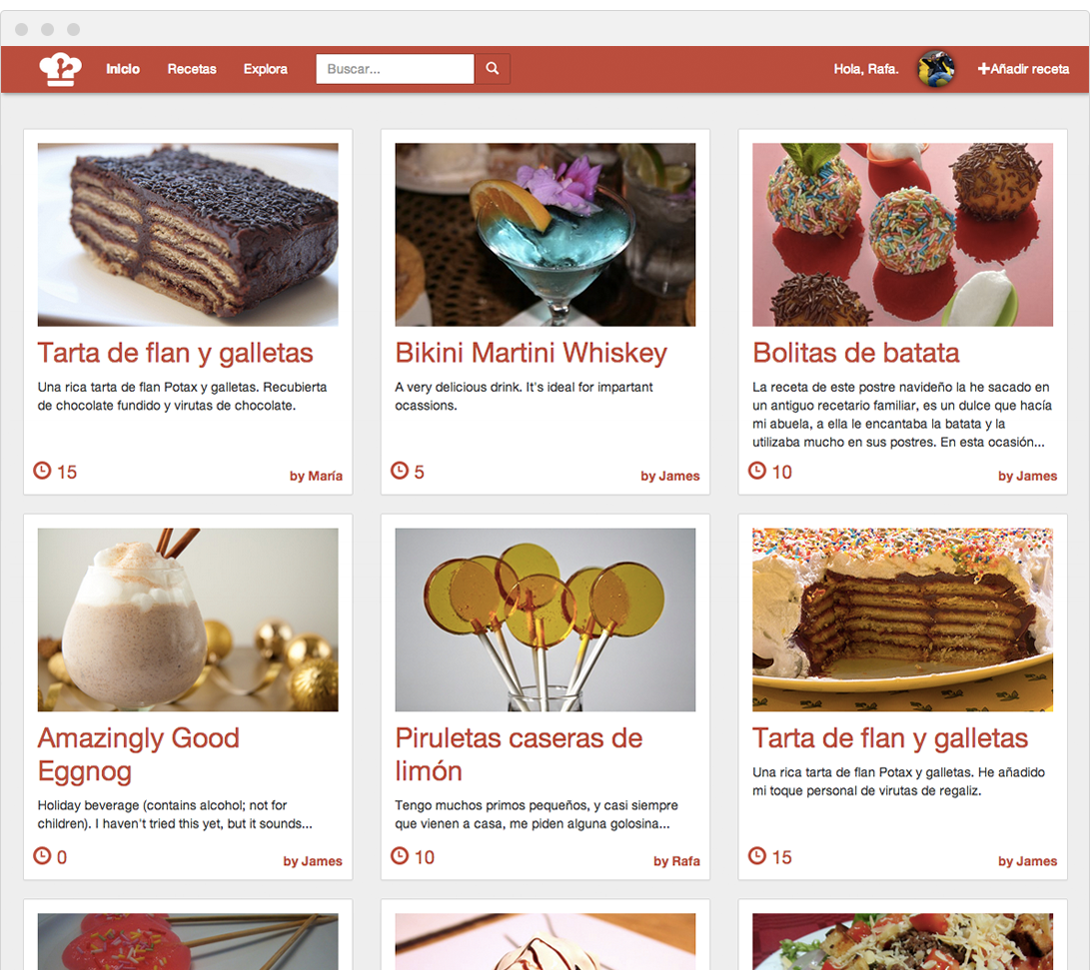 Inicio Recetas Explora Buscar... Hola, Rafa. +Añadir receta
Tarta de flan y galletas
Una rica tarta de flan Potax y galletas. Recubierta
de chocolate fundido y virutas de chocolate.
15 by María
Bikini Martini Whiskey
A very delicious drink. It's ideal for impartant
ocassions.
5 by James
Bolitas de batata
La receta de este postre navideño la he sacado en
un antiguo recetario familiar, es un dulce que hacía
mi abuela, a ella le encantaba la batata y la
utilizaba mucho en sus postres. En esta ocasión...
10 by James
Amazingly Good
Eggnog
Holiday beverage (contains alcohol; not for
children). I haven't tried this yet, but it sounds...
0 by James
Piruletas caseras de
limón
Tengo muchos primos pequeños, y casi siempre
que vienen a casa, me piden alguna golosina...
10 by Rafa
Tarta de flan y galletas
Una rica tarta de flan Potax y galletas. He añadido
mi toque personal de virutas de regaliz.
15 by James